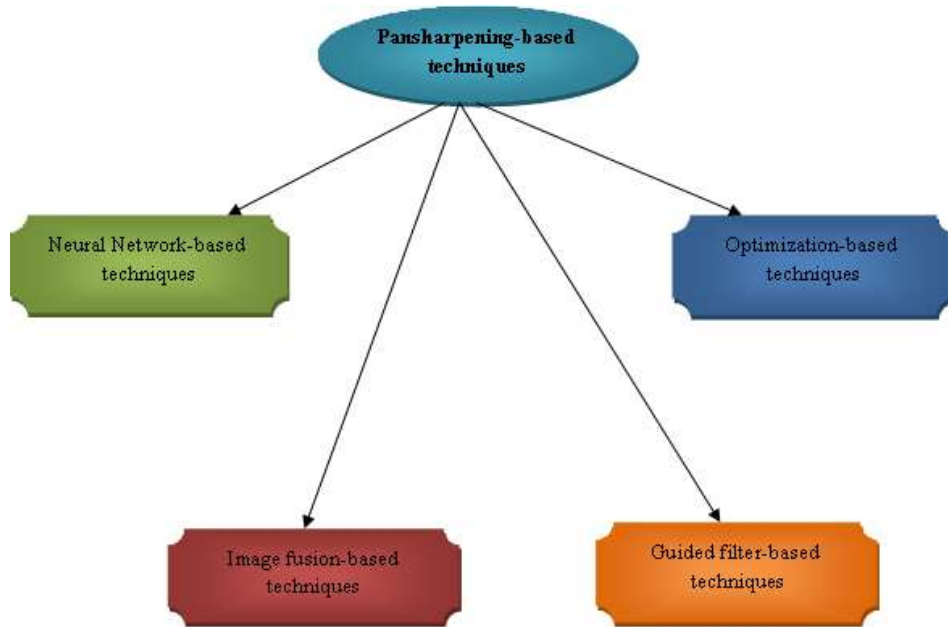 Pansharpening-based
techniques
Neural Network-based
techniques
Optimization-based
techniques
Image fusion-based
techniques
Guided filter-based
techniques